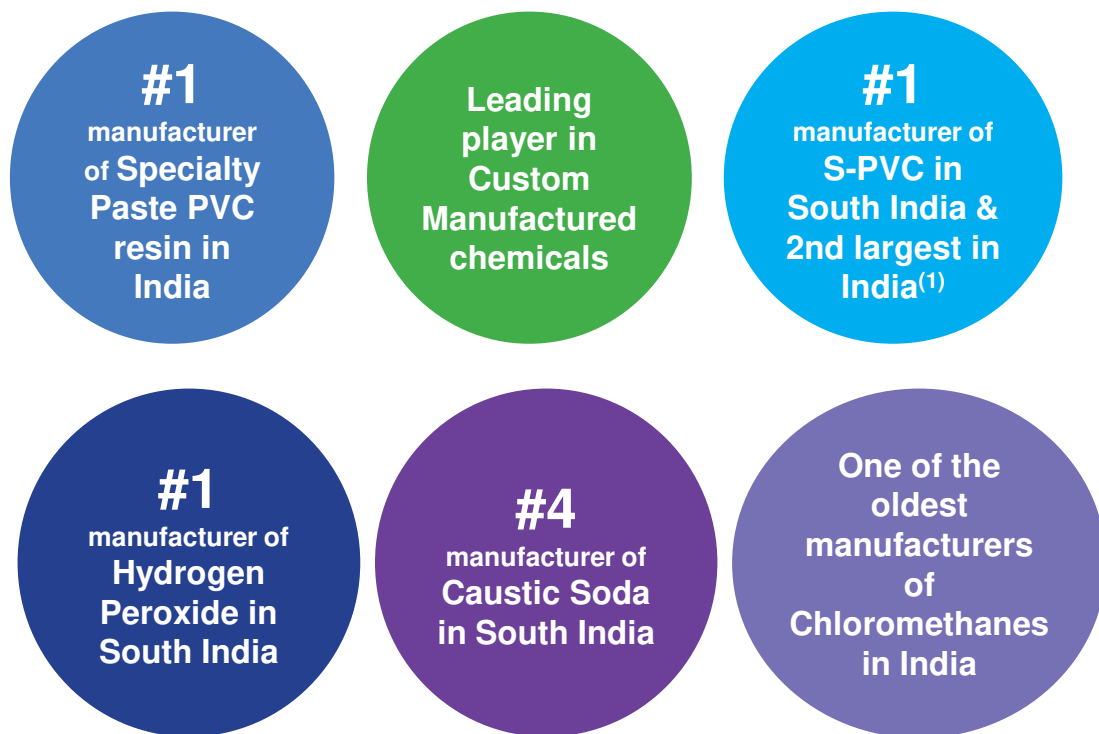 #1
manufacturer
of Specialty
Paste PVC
resin in
India
Leading
player in
Custom
Manufactured
chemicals
#1
manufacturer of
S-PVC in
South India &
2nd largest in
India(1)
#1
manufacturer of
Hydrogen
Peroxide in
South India
#4
manufacturer of
Caustic Soda
in South India
One of the
oldest
manufacturers
of
Chloromethanes
in India